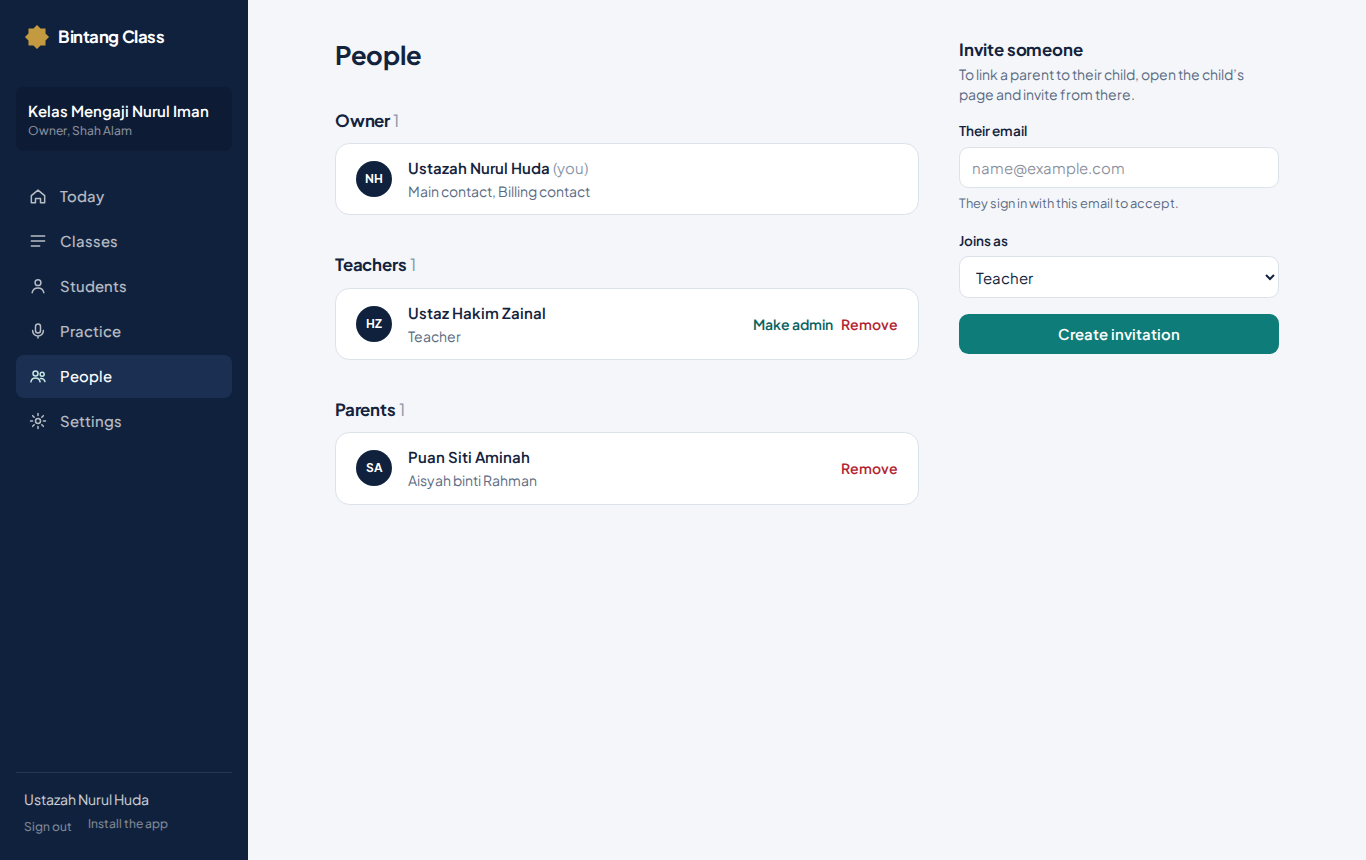 Bintang Class
Kelas Mengaji Nurul Iman
Owner, Shah Alam
Today
Classes
Students
Practice
People
Settings
Ustazah Nurul Huda
Sign out
Install the app
People
Owner 1
NH
Ustazah Nurul Huda (you)
Main contact, Billing contact
Teachers 1
HZ
Ustaz Hakim Zainal
Teacher
Make admin
Remove
Parents 1
SA
Puan Siti Aminah
Aisyah binti Rahman
Remove
Invite someone
To link a parent to their child, open the child's
page and invite from there.
Their email
name@example.com
They sign in with this email to accept.
Joins as
Teacher
Create invitation